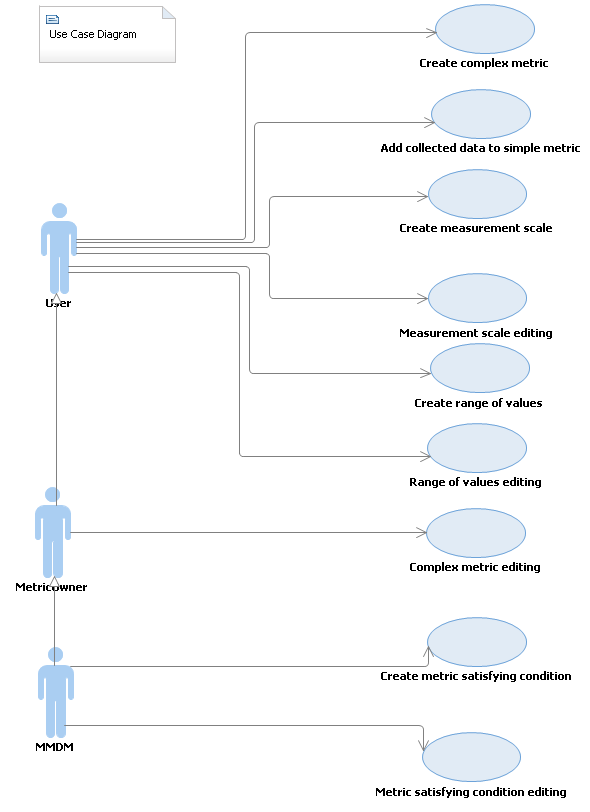 Use Case Diagram
Create complex metric
Add collected data to simple metric
Create measurement scale
User
Measurement scale editing
Create range of values
Range of values editing
Complex metric editing
Metricowner
Create metric satisfying condition
MMDM
Metric satisfying condition editing